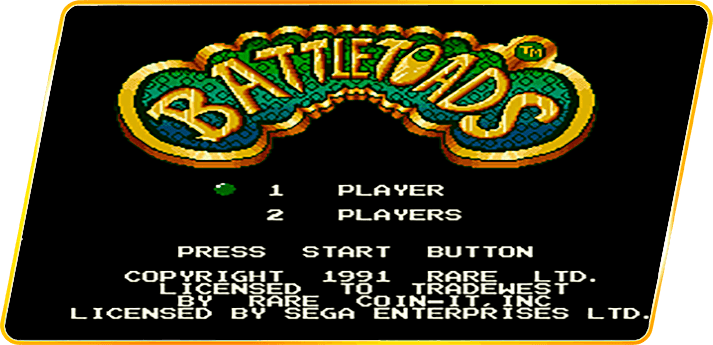 BATTLETOADS TM
1 PLAYER
2 PLAYERS
PRESS START BUTTON
COPYRIGHT 1991 RARE LTD.
LICENSED TO TRADEWEST
BY RARE COIN-IT, INC
LICENSED BY SEGA ENTERPRISES LTD.